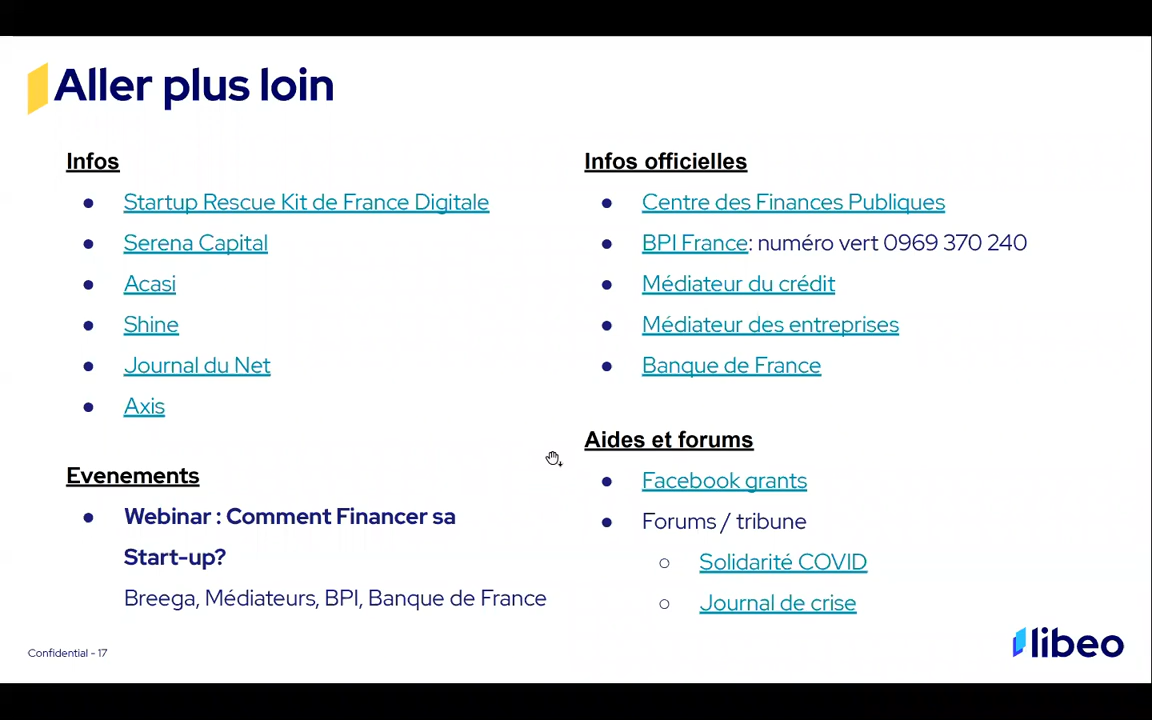 Aller plus loin
Infos
● Startup Rescue Kit de France Digitale
● Serena Capital
● Acasi
● Shine
● Journal du Net
● Axis
Evenements
● Webinar : Comment Financer sa
Start-up?
Breega, Médiateurs, BPI, Banque de France
Infos officielles
● Centre des Finances Publiques
● BPI France: numéro vert 0969 370 240
● Médiateur du crédit
● Médiateur des entreprises
● Banque de France
Aides et forums
● Facebook grants
● Forums / tribune
○ Solidarité COVID
○ Journal de crise
Confidential - 17
libeo